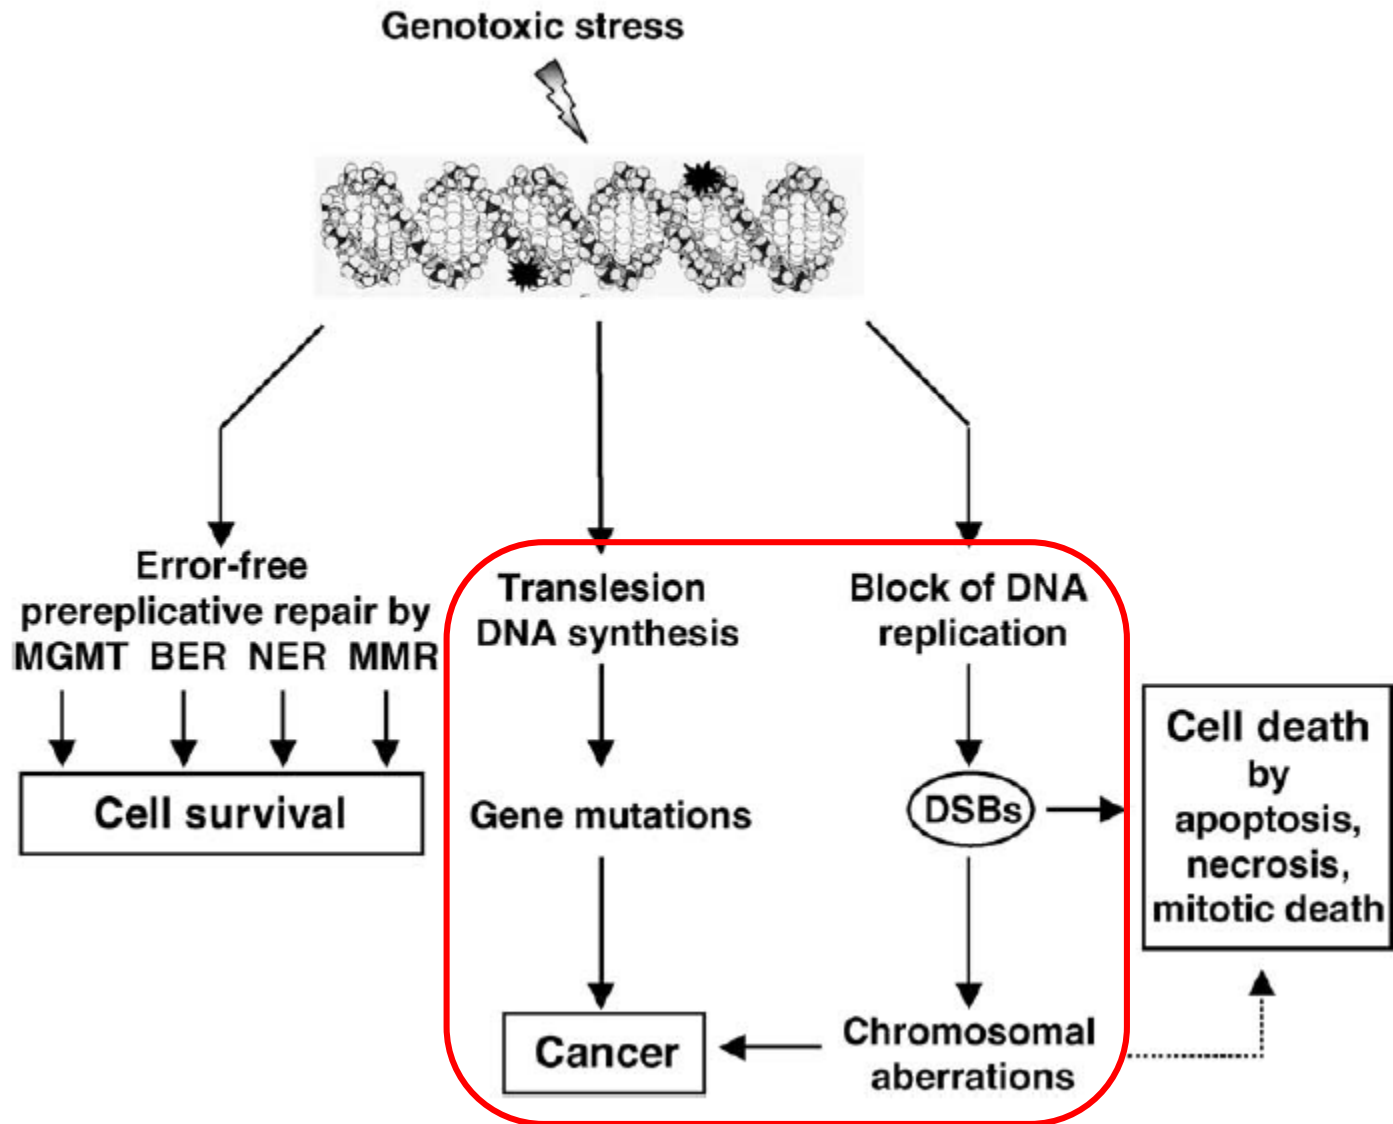 Genotoxic stress
Error-free
prereplicative repair by
MGMT BER NER MMR
Cell survival
Translesion
DNA synthesis
Gene mutations
Cancer
Block of DNA
replication
DSBs
Chromosomal
aberrations
Cell death
by
apoptosis,
necrosis,
mitotic death